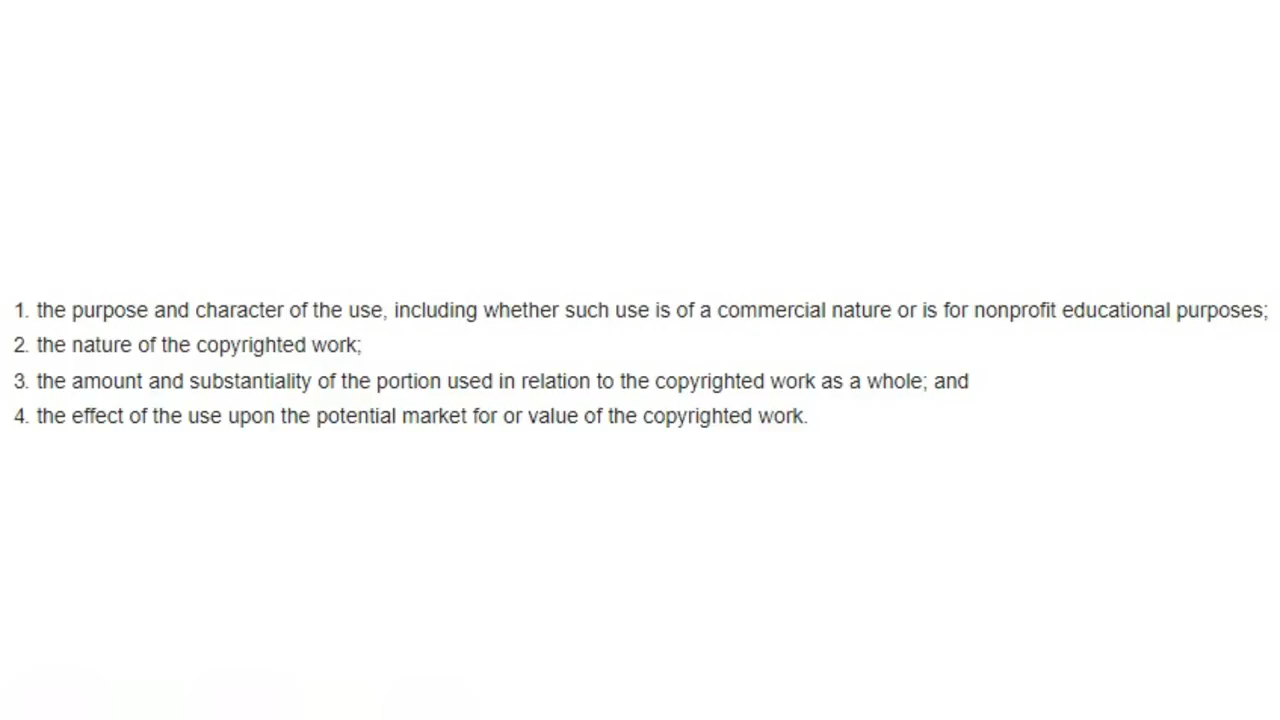 1. the purpose and character of the use, including whether such use is of a commercial nature or is for nonprofit educational purposes;
2. the nature of the copyrighted work;
3. the amount and substantiality of the portion used in relation to the copyrighted work as a whole; and
4. the effect of the use upon the potential market for or value of the copyrighted work.